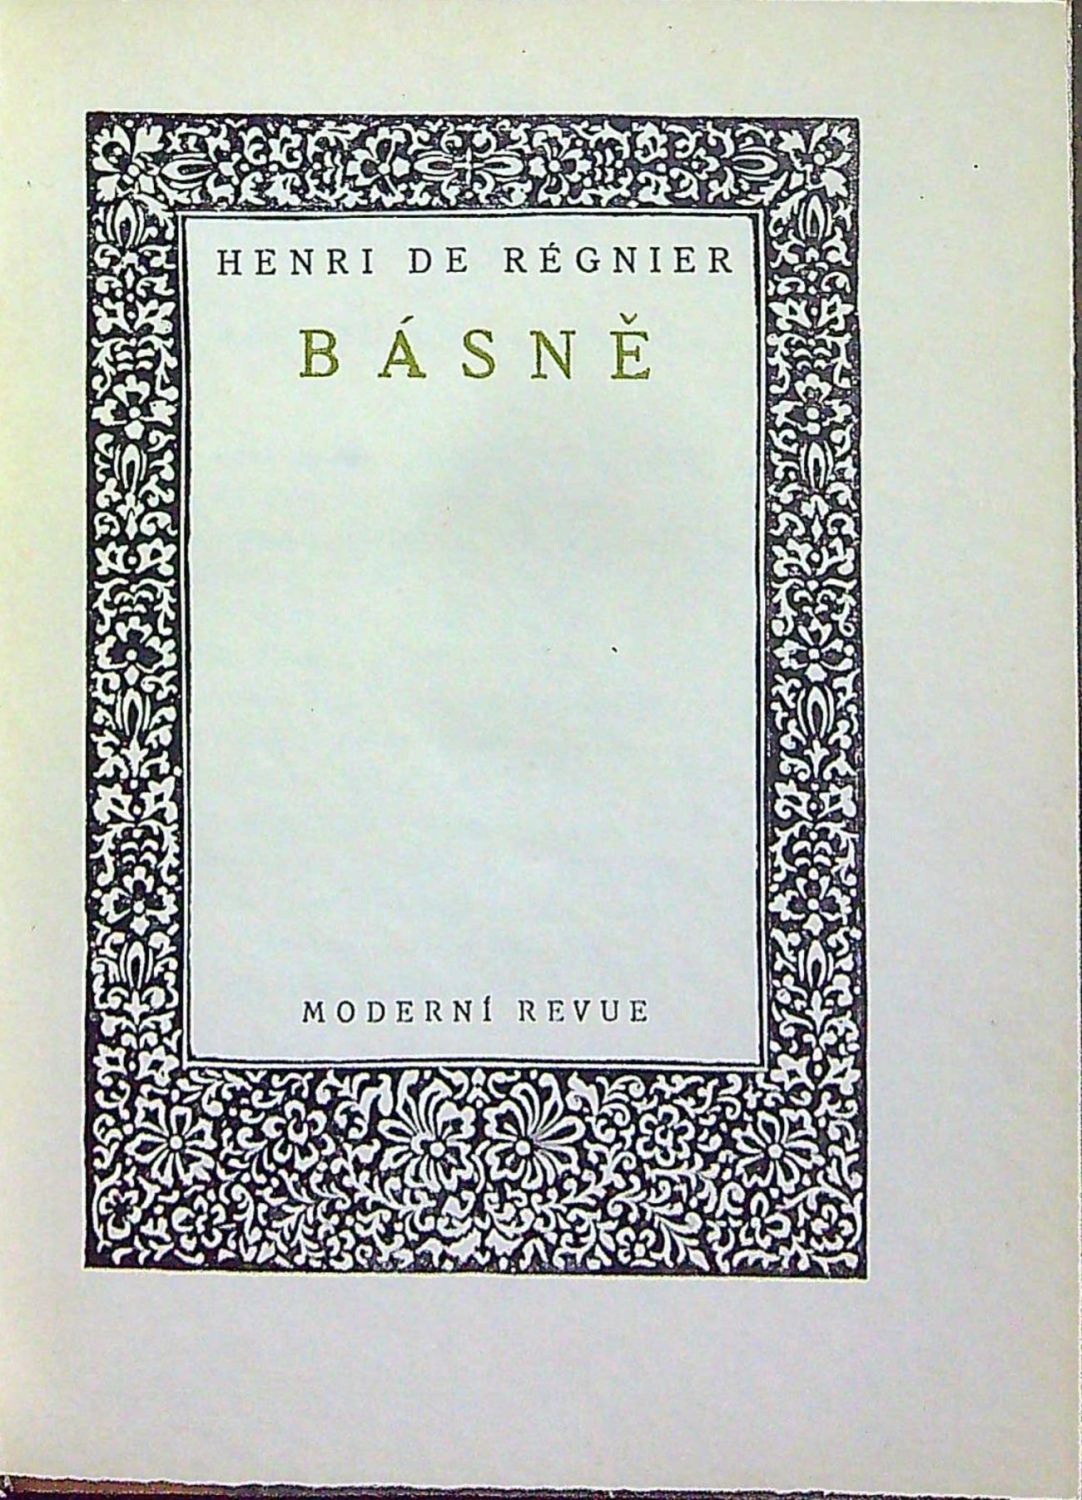 HENRI DE RÉGNIER
BÁSNĚ
MODERNÍ REVUE